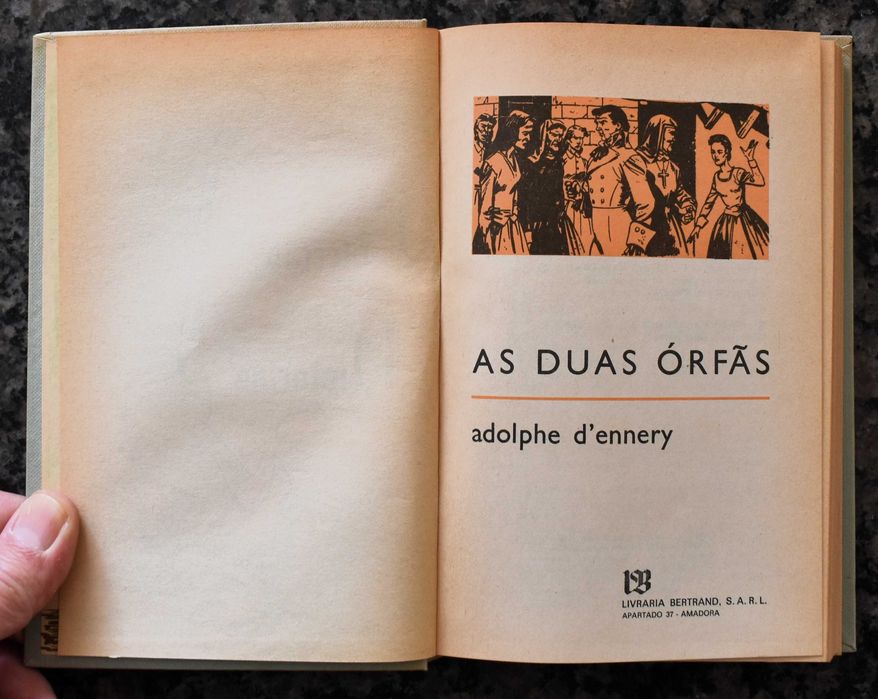 AS DUAS ÓRFÃS
adolphe d'ennery
LB
LIVRARIA BERTRAND, S. A. R. L.
APARTADO 37 - AMADORA